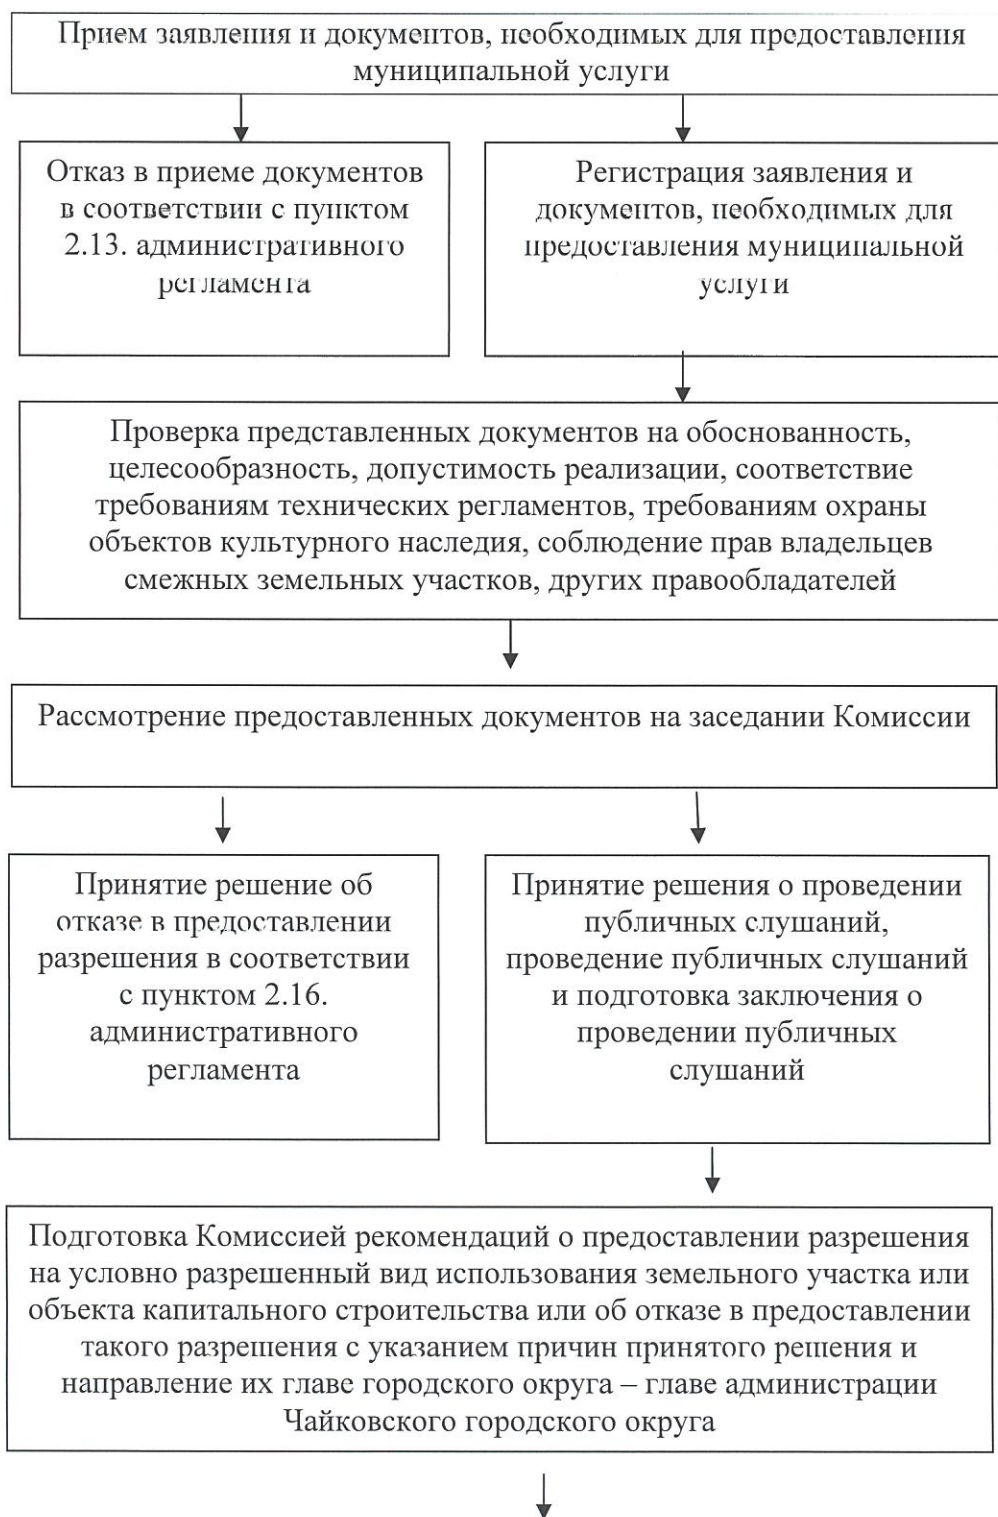 Прием заявления и документов, необходимых для предоставления
муниципальной услуги
Отказ в приеме документов
в соответствии с пунктом
2.13. административного
регламента
Регистрация заявления и
документов, необходимых для
предоставления муниципальной
услуги
Проверка представленных документов на обоснованность,
целесообразность, допустимость реализации, соответствие
требованиям технических регламентов, требованиям охраны
объектов культурного наследия, соблюдение прав владельцев
смежных земельных участков, других правообладателей
Рассмотрение предоставленных документов на заседании Комиссии
Принятие решение об
отказе в предоставлении
разрешения в соответствии
с пунктом 2.16.
административного
регламента
Принятие решения о проведении
публичных слушаний,
проведение публичных слушаний
и подготовка заключения о
проведении публичных
слушаний
Подготовка Комиссией рекомендаций о предоставлении разрешения
на условно разрешенный вид использования земельного участка или
объекта капитального строительства или об отказе в предоставлении
такого разрешения с указанием причин принятого решения и
направление их главе городского округа – главе администрации
Чайковского городского округа